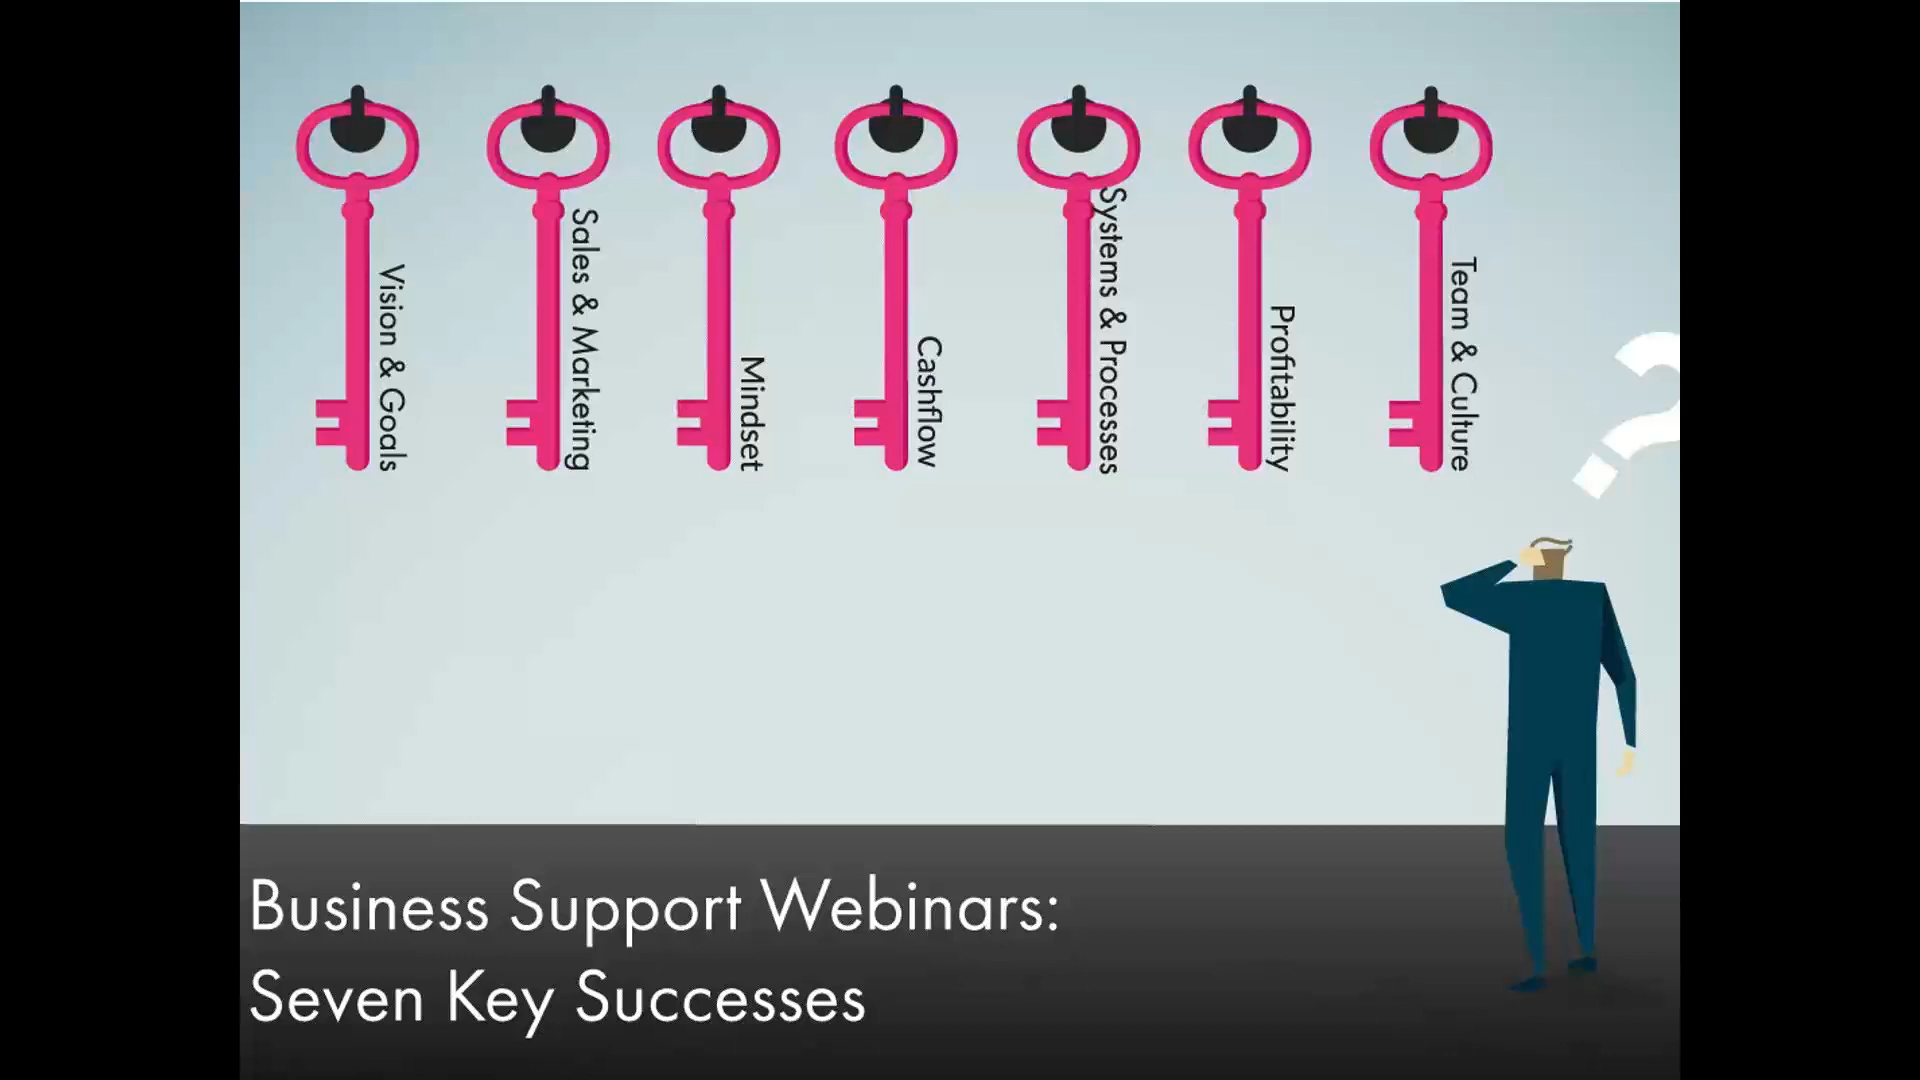 Vision & Goals
Sales & Marketing
Mindset
Cashflow
Systems & Processes
Profitability
Team & Culture
?
Business Support Webinars:
Seven Key Successes